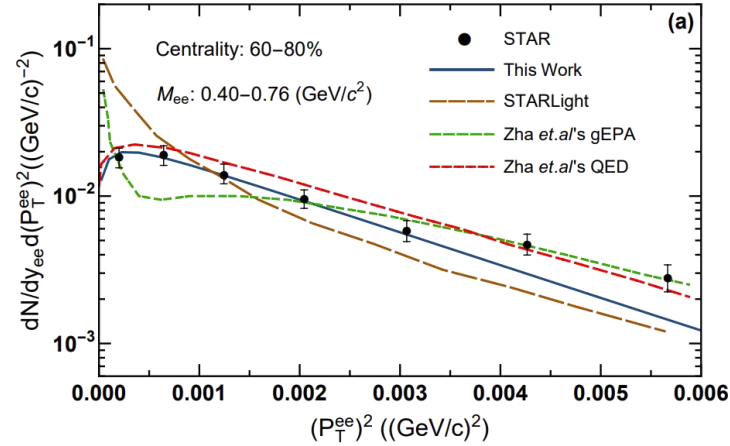 (a)
Centrality: 60−80%
M_ee: 0.40−0.76 (GeV/c²)
STAR
This Work
STARLight
Zha et.al's gEPA
Zha et.al's QED
dN/dy_ee d(P_T^ee)² ((GeV/c)⁻²)
10⁻¹
10⁻²
10⁻³
0.000 0.001 0.002 0.003 0.004 0.005 0.006
(P_T^ee)² ((GeV/c)²)